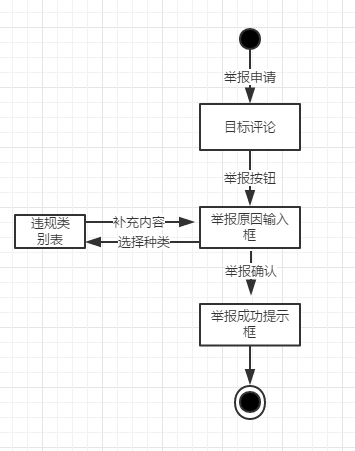 举报申请
目标评论
举报按钮
违规类
别表
补充内容
选择种类
举报原因输入
框
举报确认
举报成功提示
框